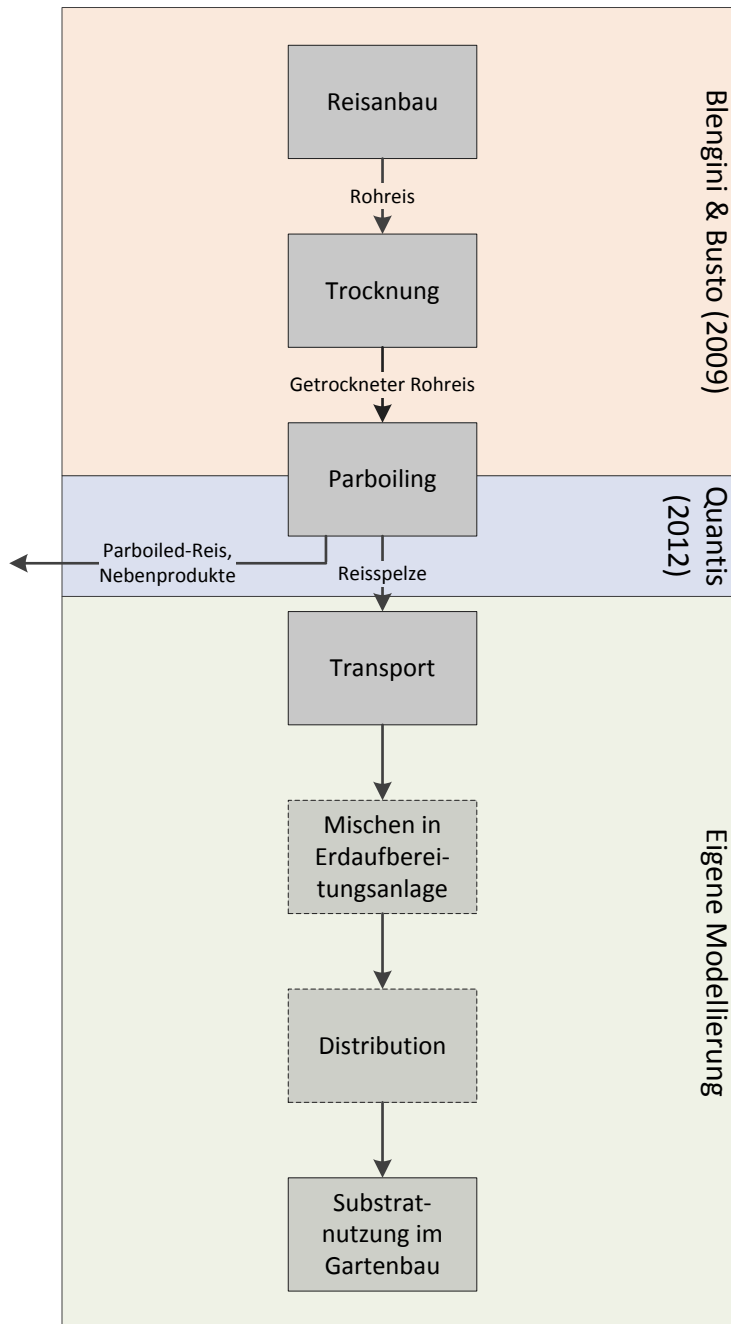 Reisanbau
Rohreis
Trocknung
Getrockneter Rohreis
Parboiling
Parboiled-Reis,
Nebenprodukte
Reisspelze
Transport
Mischen in
Erdaufberei-
tungsanlage
Distribution
Substrat-
nutzung im
Gartenbau
Blengini & Busto (2009)
Quantis
(2012)
Eigene Modellierung